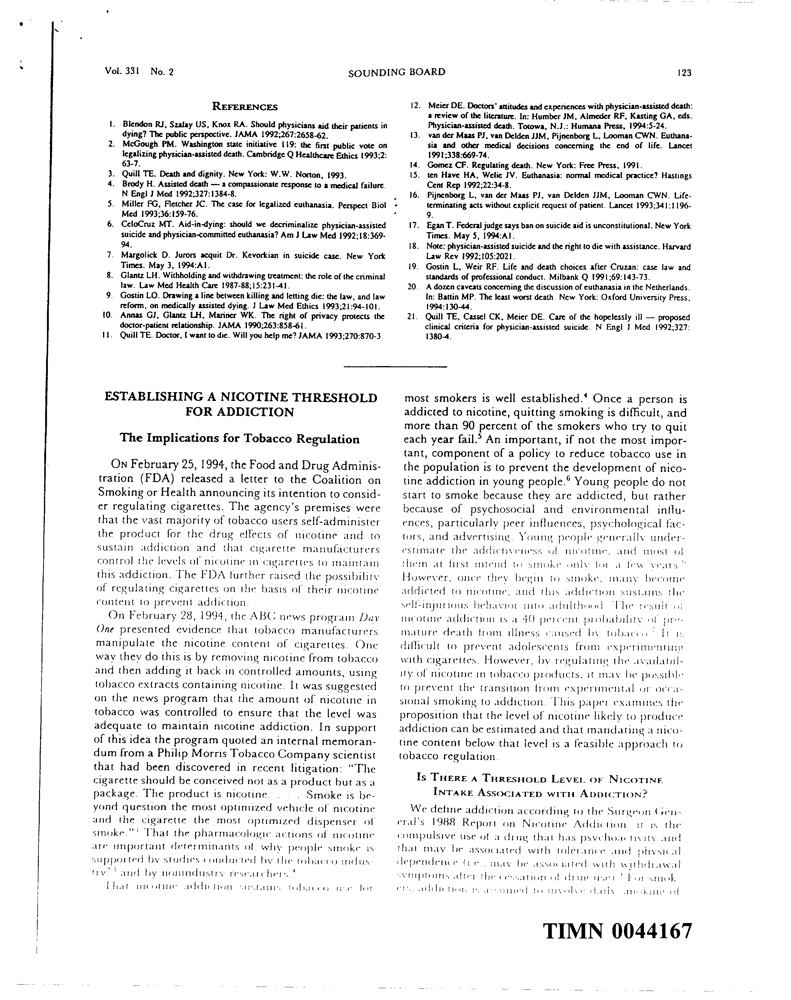 Vol. 331 No. 2
SOUNDING BOARD
123
REFERENCES
1. Blendon RJ, Szalay US, Knox RA. Should physicians aid their patients in
dying? The public perspective. JAMA 1992;267:2658-62.
2. McGough PM. Washington state initiative 119: the first public vote on
legalizing physician-assisted death. Cambridge Q Healthcare Ethics 1993;2:
63-7.
3. Quill TE. Death and dignity. New York: W.W. Norton, 1993.
4. Brody H. Assisted death — a compassionate response to a medical failure.
N Engl J Med 1992;327:1384-8.
5. Miller FG, Fletcher JC. The case for legalized euthanasia. Perspect Biol
Med 1993;36:159-76.
6. CeloCruz MT. Aid-in-dying: should we decriminalize physician-assisted
suicide and physician-committed euthanasia? Am J Law Med 1992;18:369-
94.
7. Margolick D. Jurors acquit Dr. Kevorkian in suicide case. New York
Times. May 3, 1994:A1.
8. Glantz LH. Withholding and withdrawing treatment: the role of the criminal
law. Law Med Health Care 1987-88;15:231-41.
9. Gostin LO. Drawing a line between killing and letting die: the law, and law
reform, on medically assisted dying. J Law Med Ethics 1993;21:94-101.
10. Annas GJ, Glantz LH, Mariner WK. The right of privacy protects the
doctor-patient relationship. JAMA 1990;263:858-61.
11. Quill TE. Doctor, I want to die. Will you help me? JAMA 1993;270:870-3
12. Meier DE. Doctors' attitudes and experiences with physician-assisted death:
a review of the literature. In: Humber JM, Almeder RF, Kasting GA, eds.
Physician-assisted death. Totowa, N.J.: Humana Press, 1994:5-24.
13. van der Maas PJ, van Delden JJM, Pijnenborg L, Looman CWN. Euthana-
sia and other medical decisions concerning the end of life. Lancet
1991;338:669-74.
14. Gomez CF. Regulating death. New York: Free Press, 1991.
15. ten Have HA, Welie JV. Euthanasia: normal medical practice? Hastings
Cent Rep 1992;22:34-8.
16. Pijnenborg L, van der Maas PJ, van Delden JJM, Looman CWN. Life-
terminating acts without explicit request of patient. Lancet 1993;341:1196-
9.
17. Egan T. Federal judge says ban on suicide aid is unconstitutional. New York
Times. May 5, 1994:A1.
18. Note: physician-assisted suicide and the right to die with assistance. Harvard
Law Rev 1992;105:2021.
19. Gostin L, Weir RF. Life and death choices after Cruzan: case law and
standards of professional conduct. Milbank Q 1991;69:143-73.
20. A dozen caveats concerning the discussion of euthanasia in the Netherlands.
In: Battin MP. The least worst death. New York: Oxford University Press,
1994:130-44.
21. Quill TE, Cassel CK, Meier DE. Care of the hopelessly ill — proposed
clinical criteria for physician-assisted suicide. N Engl J Med 1992;327:
1380-4.
ESTABLISHING A NICOTINE THRESHOLD
FOR ADDICTION
The Implications for Tobacco Regulation
ON February 25, 1994, the Food and Drug Adminis-
tration (FDA) released a letter to the Coalition on
Smoking or Health announcing its intention to consid-
er regulating cigarettes. The agency's premises were
that the vast majority of tobacco users self-administer
the product for the drug effects of nicotine and to
sustain addiction and that cigarette manufacturers
control the levels of nicotine in cigarettes to maintain
this addiction. The FDA further raised the possibility
of regulating cigarettes on the basis of their nicotine
content to prevent addiction.
On February 28, 1994, the ABC news program Day
One presented evidence that tobacco manufacturers
manipulate the nicotine content of cigarettes. One
way they do this is by removing nicotine from tobacco
and then adding it back in controlled amounts, using
tobacco extracts containing nicotine. It was suggested
on the news program that the amount of nicotine in
tobacco was controlled to ensure that the level was
adequate to maintain nicotine addiction. In support
of this idea the program quoted an internal memoran-
dum from a Philip Morris Tobacco Company scientist
that had been discovered in recent litigation: "The
cigarette should be conceived not as a product but as a
package. The product is nicotine. . . . Smoke is be-
yond question the most optimized vehicle of nicotine
and the cigarette the most optimized dispenser of
smoke."1 That the pharmacologic actions of nicotine
are important determinants of why people smoke is
supported by studies conducted by the tobacco indus-
try2,3 and by nonindustry researchers.4
That nicotine addiction sustains tobacco use for
most smokers is well established.4 Once a person is
addicted to nicotine, quitting smoking is difficult, and
more than 90 percent of the smokers who try to quit
each year fail.5 An important, if not the most impor-
tant, component of a policy to reduce tobacco use in
the population is to prevent the development of nico-
tine addiction in young people.6 Young people do not
start to smoke because they are addicted, but rather
because of psychosocial and environmental influ-
ences, particularly peer influences, psychological fac-
tors, and advertising. Young people generally under-
estimate the addictiveness of nicotine, and most of
them at first intend to smoke only for a few years.
However, once they begin to smoke, many become
addicted to nicotine, and this addiction sustains the
self-injurious behavior into adulthood. The result of
nicotine addiction is a 40 percent probability of pre-
mature death from illness caused by tobacco.7 It is
difficult to prevent adolescents from experimenting
with cigarettes. However, by regulating the availabil-
ity of nicotine in tobacco products, it may be possible
to prevent the transition from experimental or occa-
sional smoking to addiction. This paper examines the
proposition that the level of nicotine likely to produce
addiction can be estimated and that mandating a nico-
tine content below that level is a feasible approach to
tobacco regulation.
IS THERE A THRESHOLD LEVEL OF NICOTINE
INTAKE ASSOCIATED WITH ADDICTION?
We define addiction according to the Surgeon Gen-
eral's 1988 Report on Nicotine Addiction: it is the
compulsive use of a drug that has psychoactivity and
that may be associated with tolerance and physical
dependence (i.e., may be associated with withdrawal
symptoms after the cessation of drug use). For smok-
ers, addiction is assumed to involve daily smoking of
TIMN 0044167